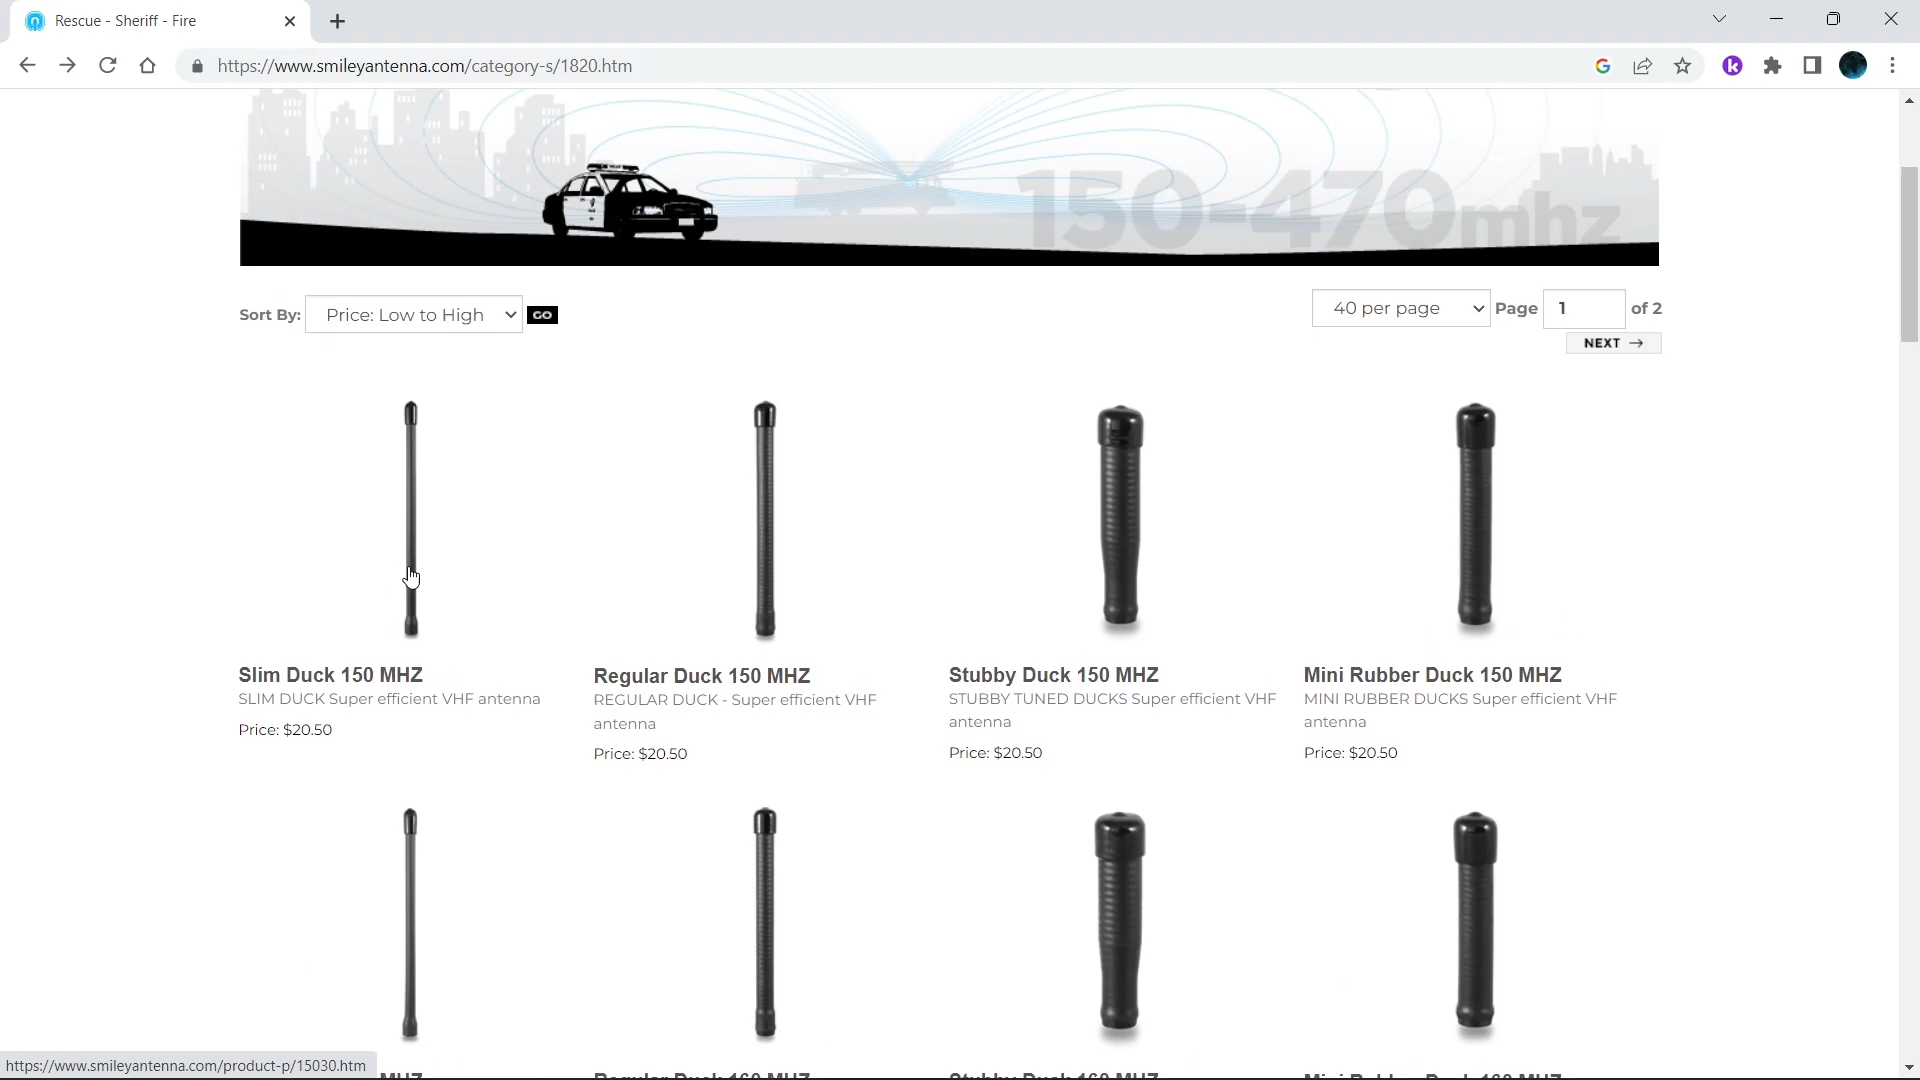 Rescue - Sheriff - Fire
https://www.smileyantenna.com/category-s/1820.htm
150-470mhz
Sort By: Price: Low to High GO
40 per page Page 1 of 2
NEXT →
Slim Duck 150 MHZ
SLIM DUCK Super efficient VHF antenna
Price: $20.50
Regular Duck 150 MHZ
REGULAR DUCK - Super efficient VHF
antenna
Price: $20.50
Stubby Duck 150 MHZ
STUBBY TUNED DUCKS Super efficient VHF
antenna
Price: $20.50
Mini Rubber Duck 150 MHZ
MINI RUBBER DUCKS Super efficient VHF
antenna
Price: $20.50
MHZ
Regular Duck 160 MHZ
Stubby Duck 160 MHZ
Mini Rubber Duck 160 MHZ
https://www.smileyantenna.com/product-p/15030.htm